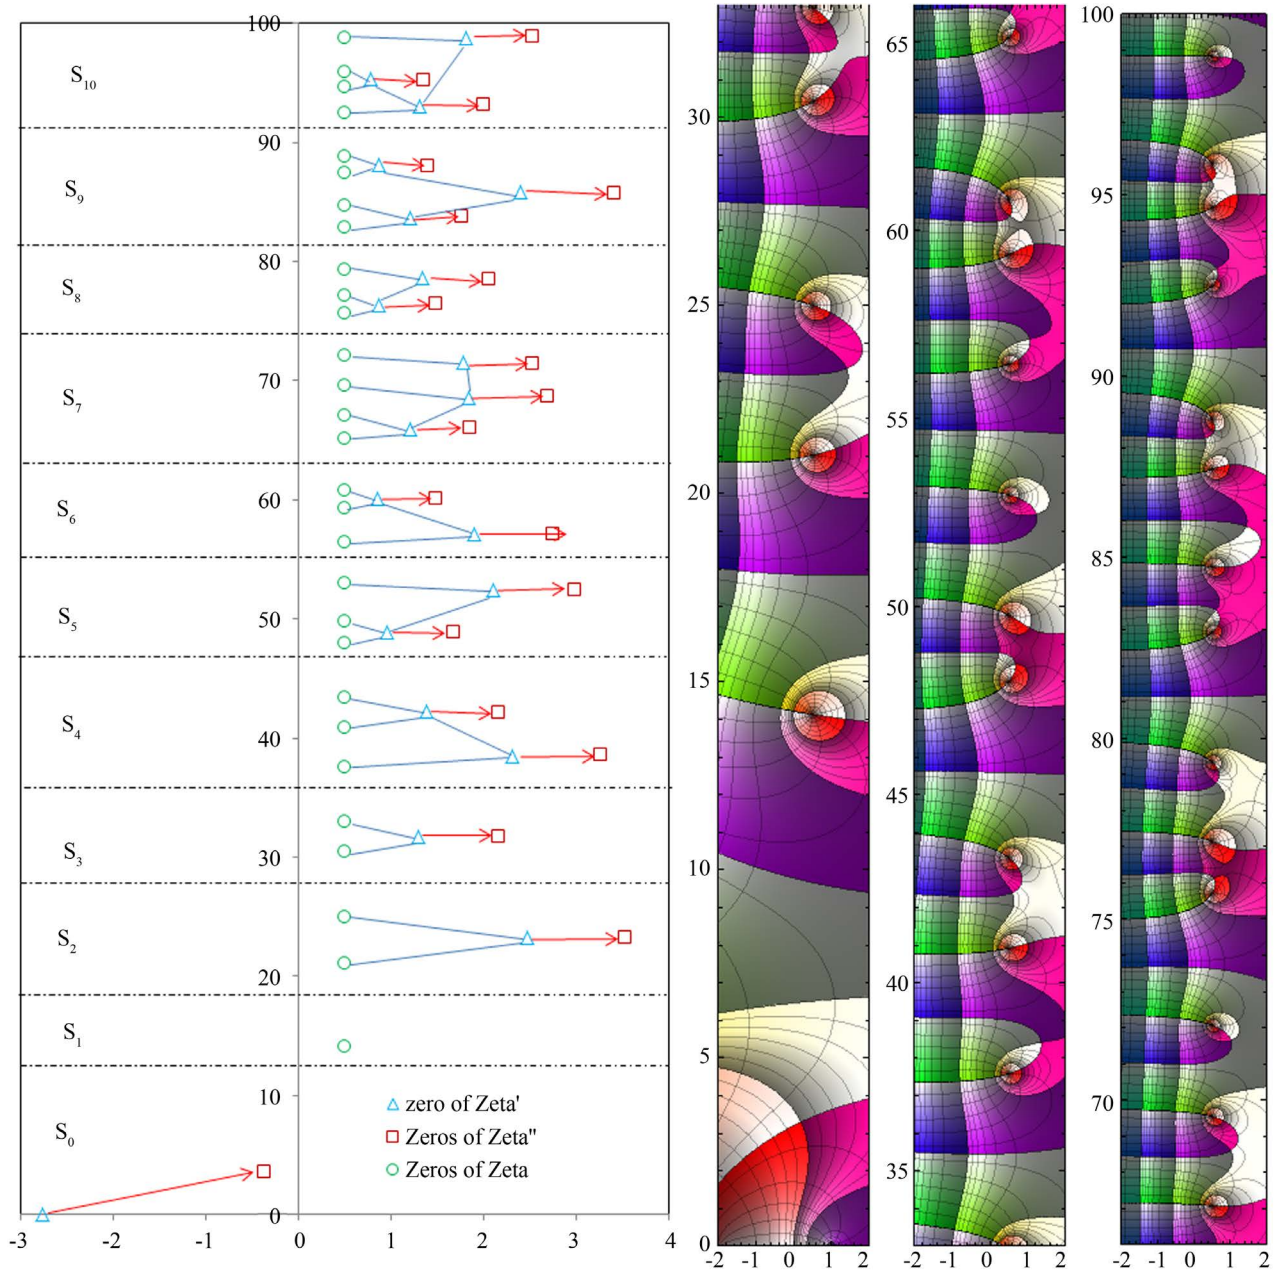 100
S10
90
S9
80
S8
S7
70
60
S6
S5
50
S4
40
S3
30
S2
20
S1
10
△ zero of Zeta'
□ Zeros of Zeta"
○ Zeros of Zeta
S0
0
-3 -2 -1 0 1 2 3 4
30
25
20
15
10
5
0
-2 -1 0 1 2
65
60
55
50
45
40
35
-2 -1 0 1 2
100
95
90
85
80
75
70
-2 -1 0 1 2